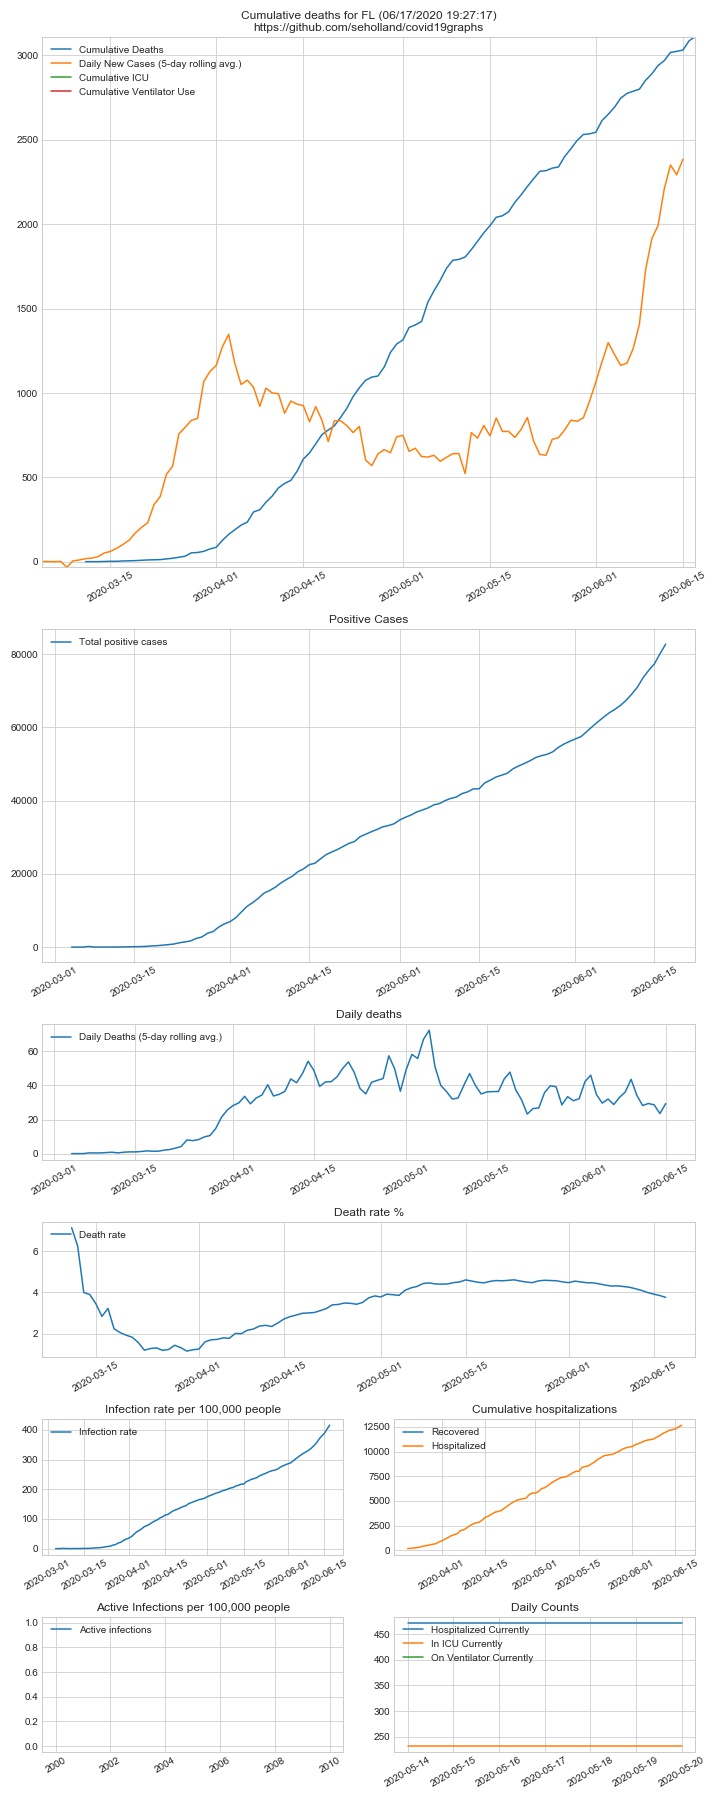 Cumulative deaths for FL (06/17/2020 19:27:17)
https://github.com/seholland/covid19graphs
Cumulative Deaths
Daily New Cases (5-day rolling avg.)
Cumulative ICU
Cumulative Ventilator Use
3000
2500
2000
1500
1000
500
0
2020-03-15 2020-04-01 2020-04-15 2020-05-01 2020-05-15 2020-06-01 2020-06-15
Positive Cases
Total positive cases
80000
60000
40000
20000
0
2020-03-01 2020-03-15 2020-04-01 2020-04-15 2020-05-01 2020-05-15 2020-06-01 2020-06-15
Daily deaths
Daily Deaths (5-day rolling avg.)
60
40
20
0
2020-03-01 2020-03-15 2020-04-01 2020-04-15 2020-05-01 2020-05-15 2020-06-01 2020-06-15
Death rate %
Death rate
6
4
2
2020-03-15 2020-04-01 2020-04-15 2020-05-01 2020-05-15 2020-06-01 2020-06-15
Infection rate per 100,000 people
Infection rate
400
300
200
100
0
2020-03-01 2020-03-15 2020-04-01 2020-04-15 2020-05-01 2020-05-15 2020-06-01 2020-06-15
Cumulative hospitalizations
Recovered
Hospitalized
12500
10000
7500
5000
2500
0
2020-04-01 2020-04-15 2020-05-01 2020-05-15 2020-06-01 2020-06-15
Active Infections per 100,000 people
Active infections
1.0
0.8
0.6
0.4
0.2
0.0
2000 2002 2004 2006 2008 2010
Daily Counts
Hospitalized Currently
In ICU Currently
On Ventilator Currently
450
400
350
300
250
2020-05-14 2020-05-15 2020-05-16 2020-05-17 2020-05-18 2020-05-19 2020-05-20